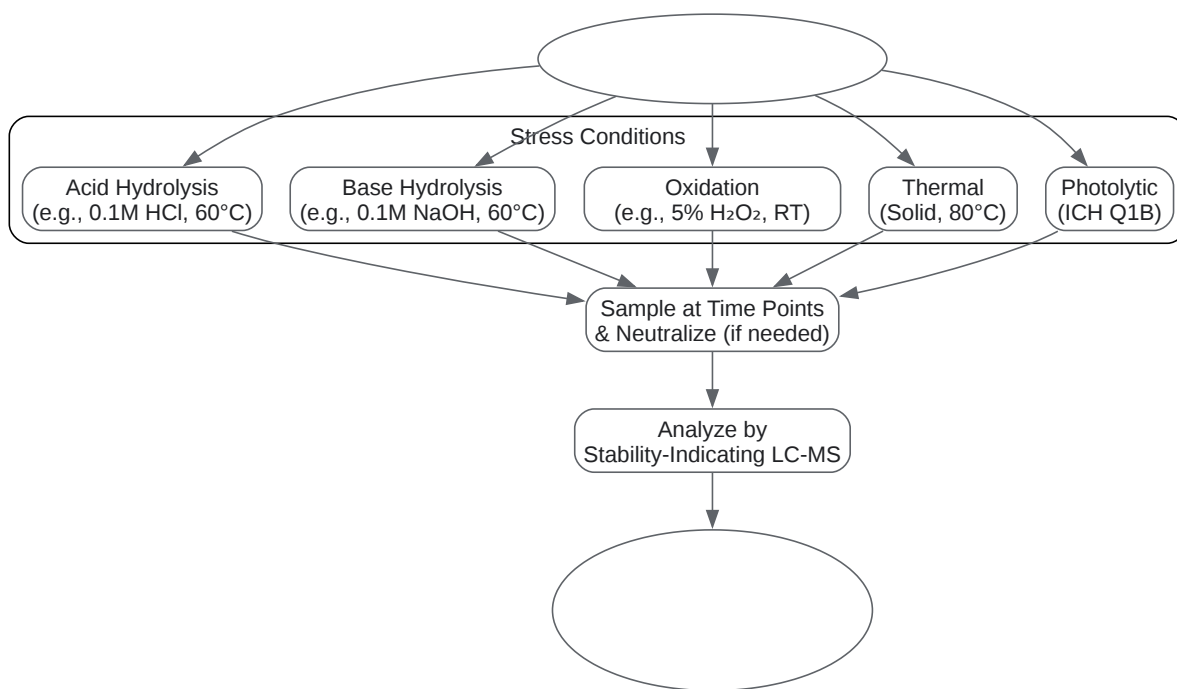 Stress Conditions
Acid Hydrolysis
(e.g., 0.1M HCl, 60°C)
Base Hydrolysis
(e.g., 0.1M NaOH, 60°C)
Oxidation
(e.g., 5% H₂O₂, RT)
Thermal
(Solid, 80°C)
Photolytic
(ICH Q1B)
Sample at Time Points
& Neutralize (if needed)
Analyze by
Stability-Indicating LC-MS